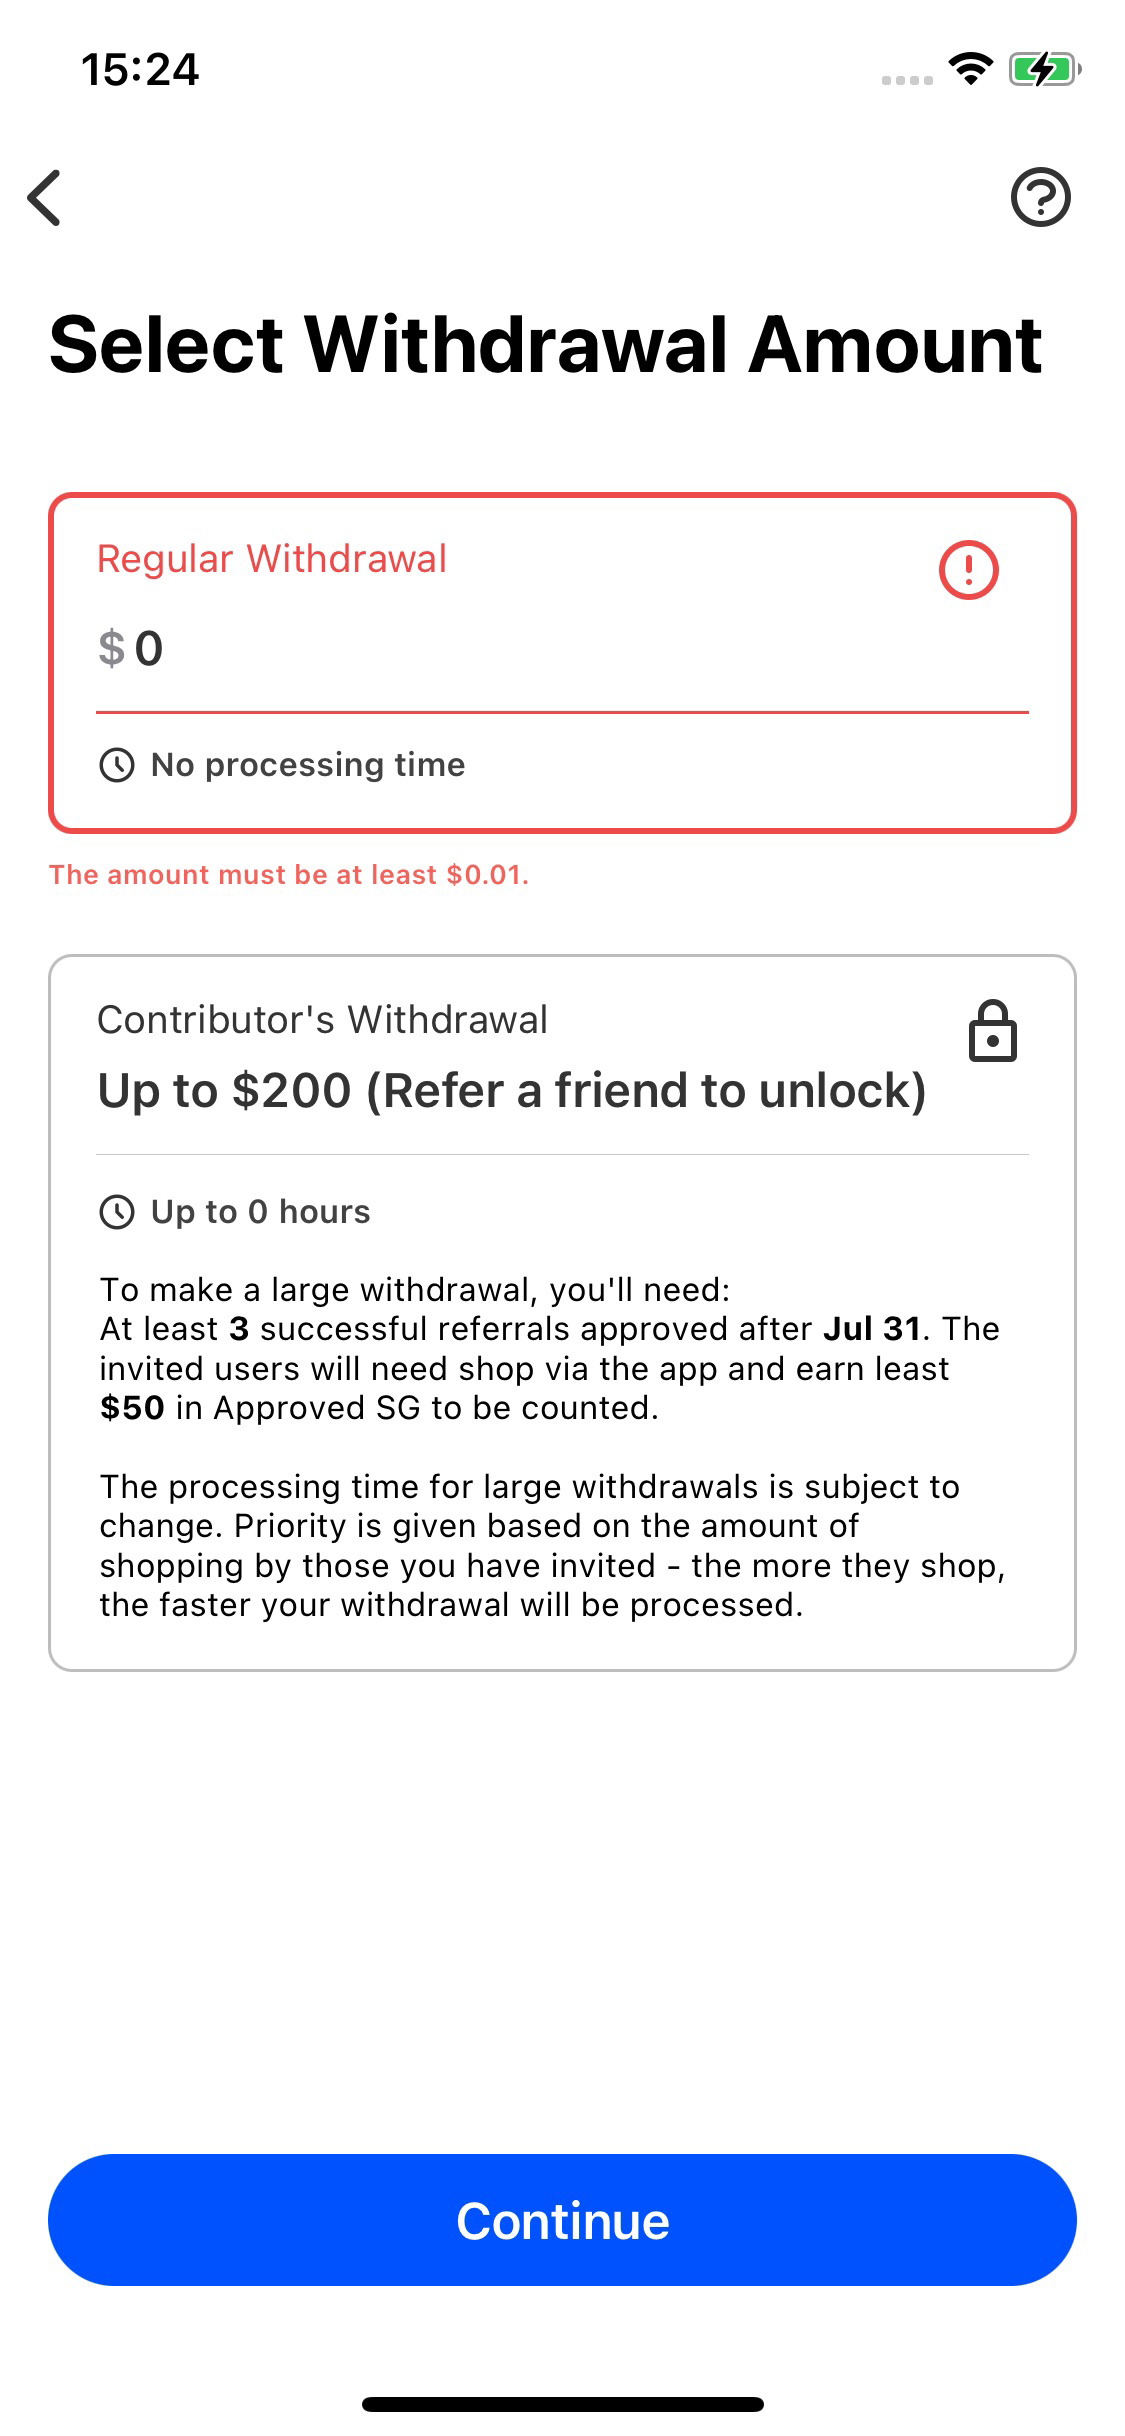 15:24
Select Withdrawal Amount
Regular Withdrawal
$ 0
No processing time
The amount must be at least $0.01.
Contributor's Withdrawal
Up to $200 (Refer a friend to unlock)
Up to 0 hours
To make a large withdrawal, you'll need:
At least 3 successful referrals approved after Jul 31. The
invited users will need shop via the app and earn least
$50 in Approved SG to be counted.
The processing time for large withdrawals is subject to
change. Priority is given based on the amount of
shopping by those you have invited - the more they shop,
the faster your withdrawal will be processed.
Continue